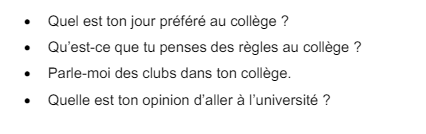 • Quel est ton jour préféré au collège ?
• Qu'est-ce que tu penses des règles au collège ?
• Parle-moi des clubs dans ton collège.
• Quelle est ton opinion d'aller à l'université ?